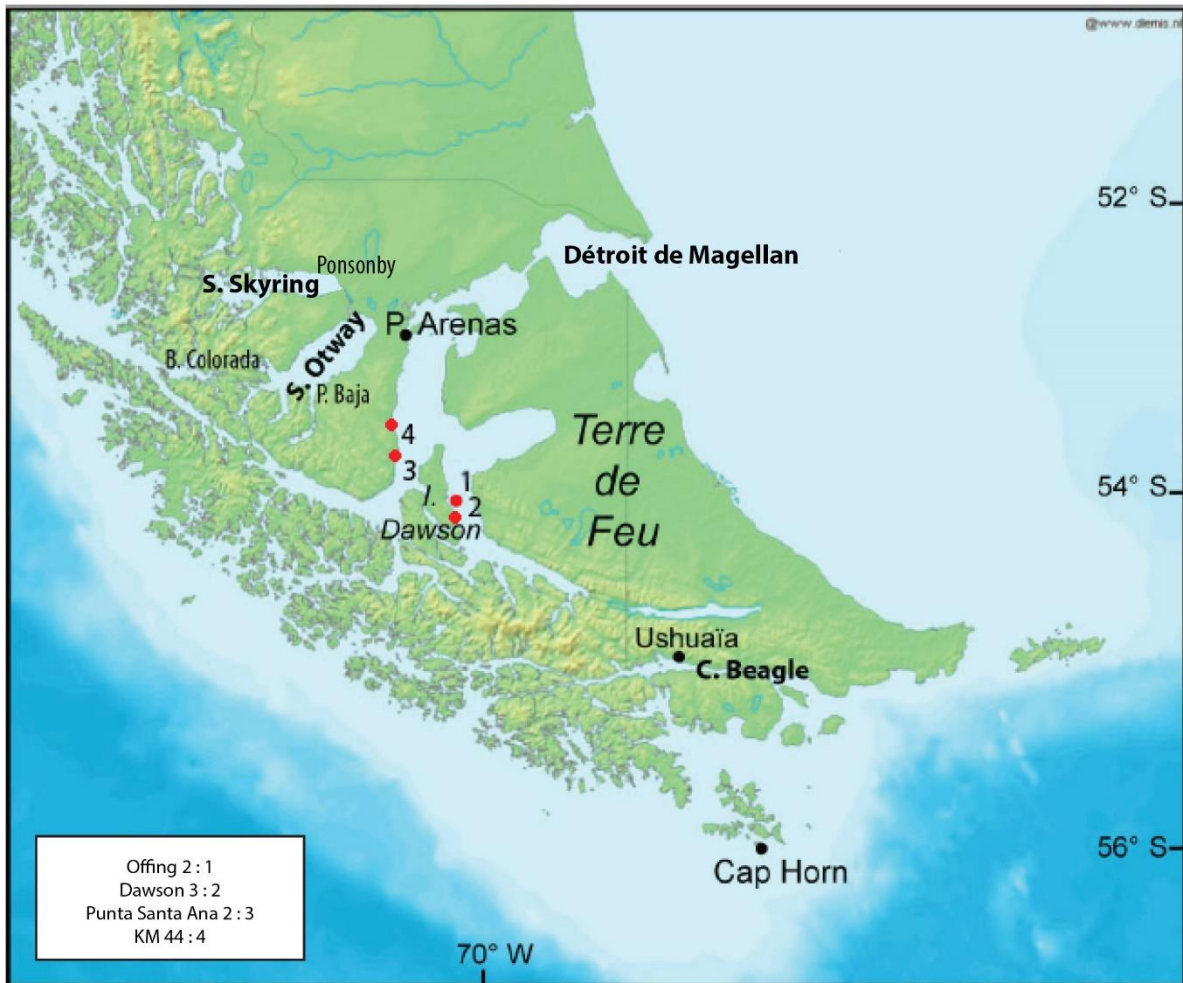 @www.demis.nl
52° S
Détroit de Magellan
Ponsonby
S. Skyring
P. Arenas
S. Otway
B. Colorada
P. Baja
4
3
Terre
de
Feu
1
I.
2
Dawson
54° S
Ushuaïa
C. Beagle
56° S
Cap Horn
Offing 2 : 1
Dawson 3 : 2
Punta Santa Ana 2 : 3
KM 44 : 4
70° W